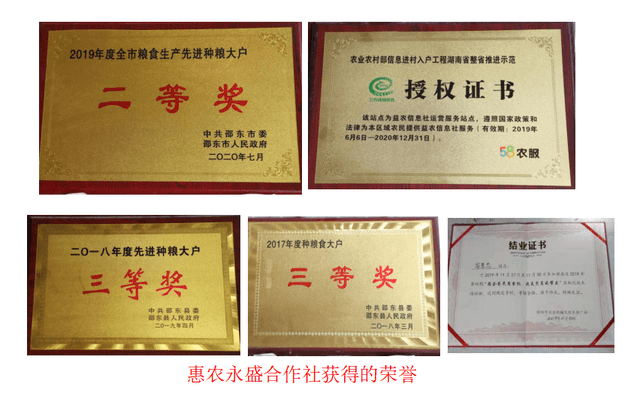 2019年度全市粮食生产先进种粮大户
二等奖
中共邵东市委
邵东市人民政府
二〇二〇年七月
农业农村部信息进村入户工程湖南省整省推进示范
授权证书
该站点为益农信息社运营服务站点，遵照国家政策和
法律为本区域农民提供益农信息社服务（有效期：2019年
6月6日—2020年12月31日）。
58农服
二〇一八年度先进种粮大户
三等奖
中共邵东县委
邵东县人民政府
二〇一九年四月
2017年度种粮食大户
三等奖
中共邵东县委
邵东县人民政府
二〇一八年三月
结业证书
惠农永盛合作社获得的荣誉